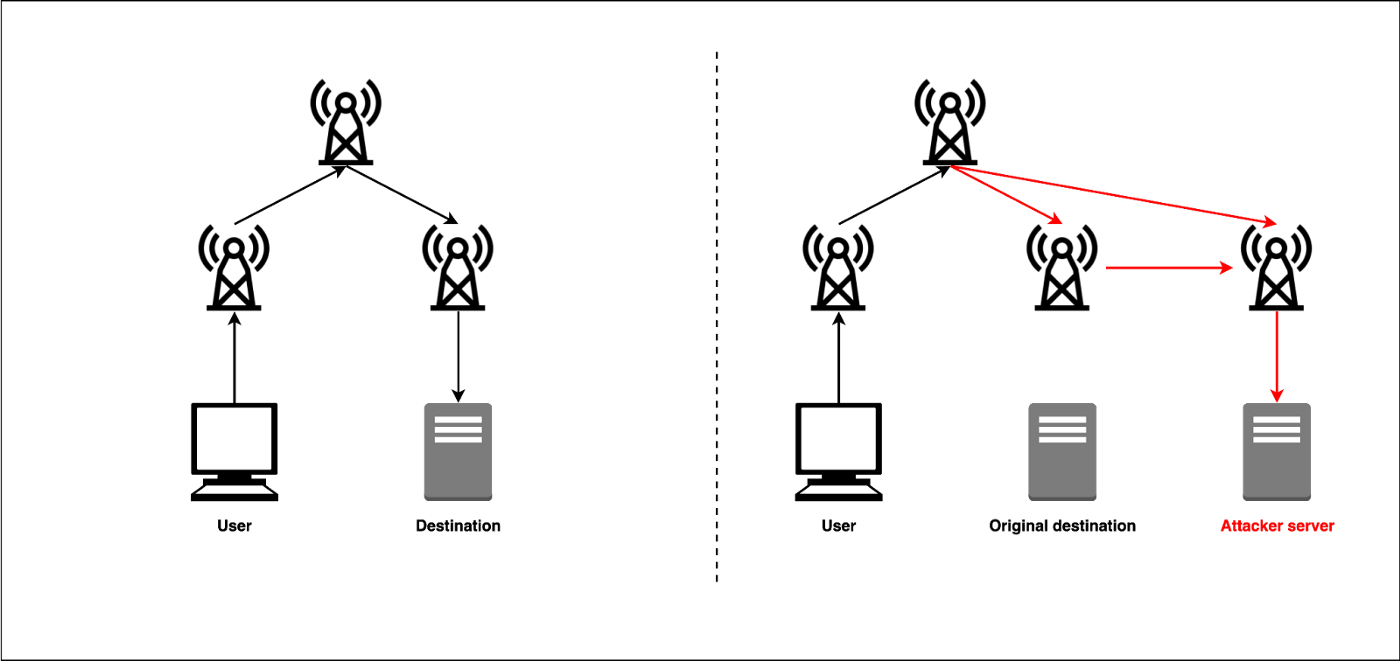 User
Destination
User
Original destination
Attacker server